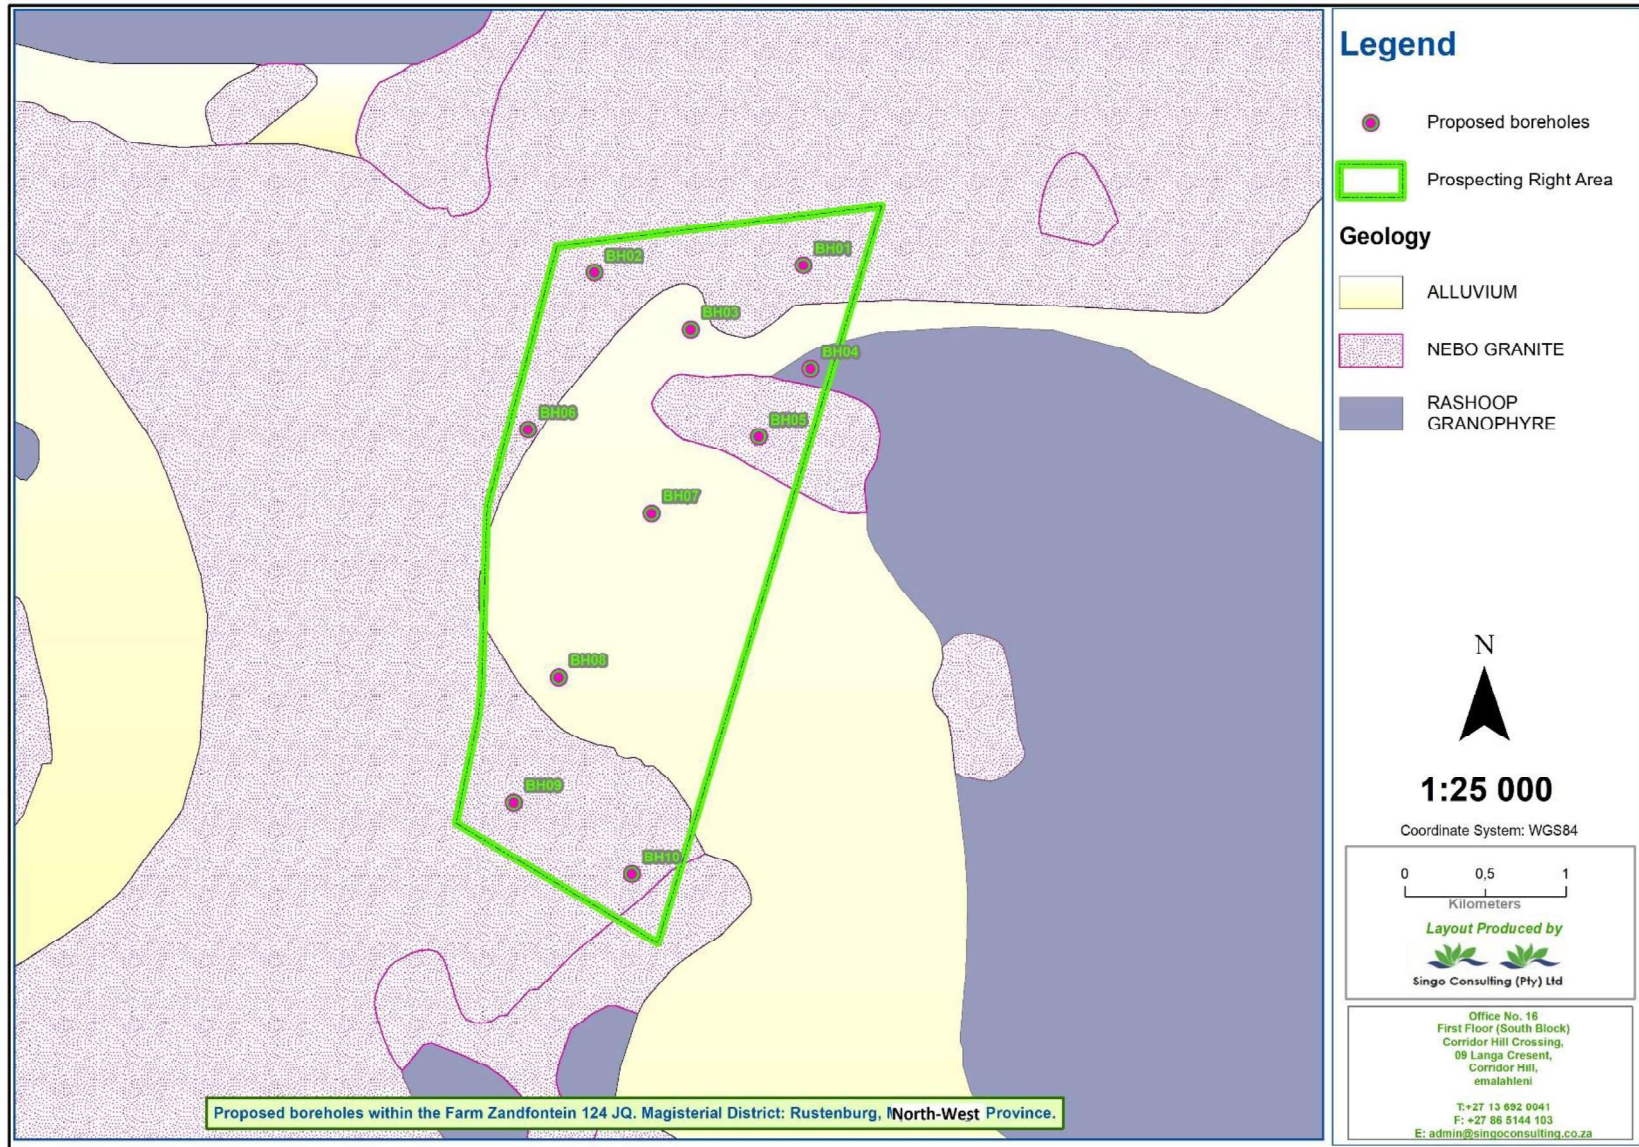 BH01
BH02
BH03
BH04
BH05
BH06
BH07
BH08
BH09
BH10
Proposed boreholes within the Farm Zandfontein 124 JQ. Magisterial District: Rustenburg, North-West Province.
Legend
Proposed boreholes
Prospecting Right Area
Geology
ALLUVIUM
NEBO GRANITE
RASHOOP
GRANOPHYRE
N
1:25 000
Coordinate System: WGS84
0 0,5 1
Kilometers
Layout Produced by
Singo Consulting (Pty) Ltd
Office No. 16
First Floor (South Block)
Corridor Hill Crossing,
09 Langa Cresent,
Corridor Hill,
emalahleni
T:+27 13 692 0041
F: +27 86 5144 103
E: admin@singoconsulting.co.za